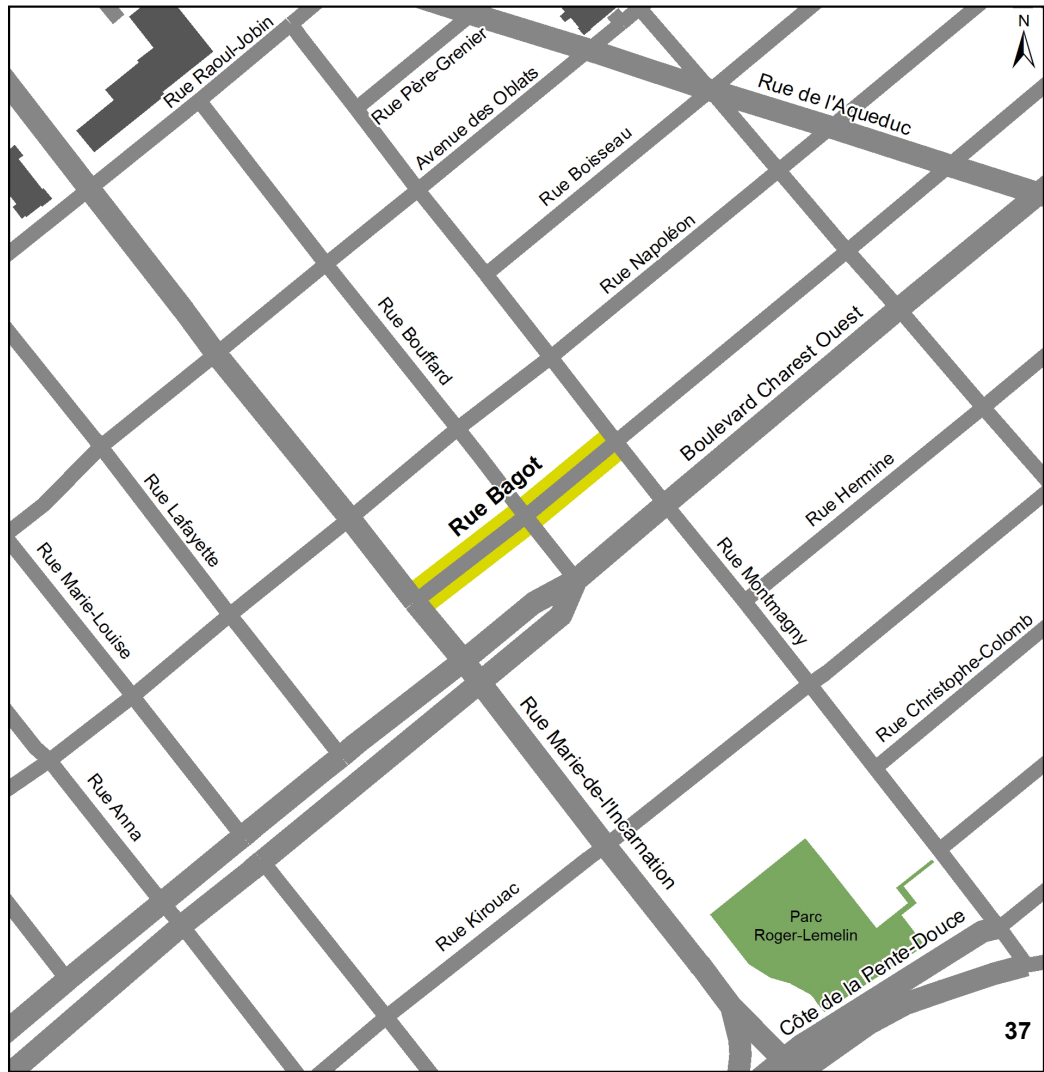 N
Rue Raoul-Jobin
Rue Père-Grenier
Avenue des Oblats
Rue de l'Aqueduc
Rue Boisseau
Rue Napoléon
Rue Bouffard
Boulevard Charest Ouest
Rue Bagot
Rue Hermine
Rue Lafayette
Rue Marie-Louise
Rue Montmagny
Rue Christophe-Colomb
Rue Marie-de-l'Incarnation
Rue Anna
Rue Kirouac
Parc
Roger-Lemelin
Côte de la Pente-Douce
37